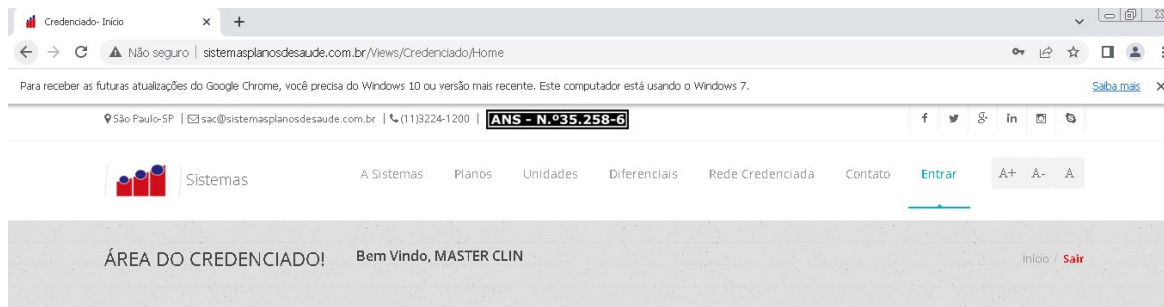 Credenciado- Início
Não seguro | sistemasplanosdesaude.com.br/Views/Credenciado/Home
Para receber as futuras atualizações do Google Chrome, você precisa do Windows 10 ou versão mais recente. Este computador está usando o Windows 7. Saiba mais
São Paulo-SP | sac@sistemasplanosdesaude.com.br | (11)3224-1200 | ANS - N.º35.258-6
Sistemas A Sistemas Planos Unidades Diferenciais Rede Credenciada Contato Entrar A+ A- A
ÁREA DO CREDENCIADO! Bem Vindo, MASTER CLIN Início / Sair